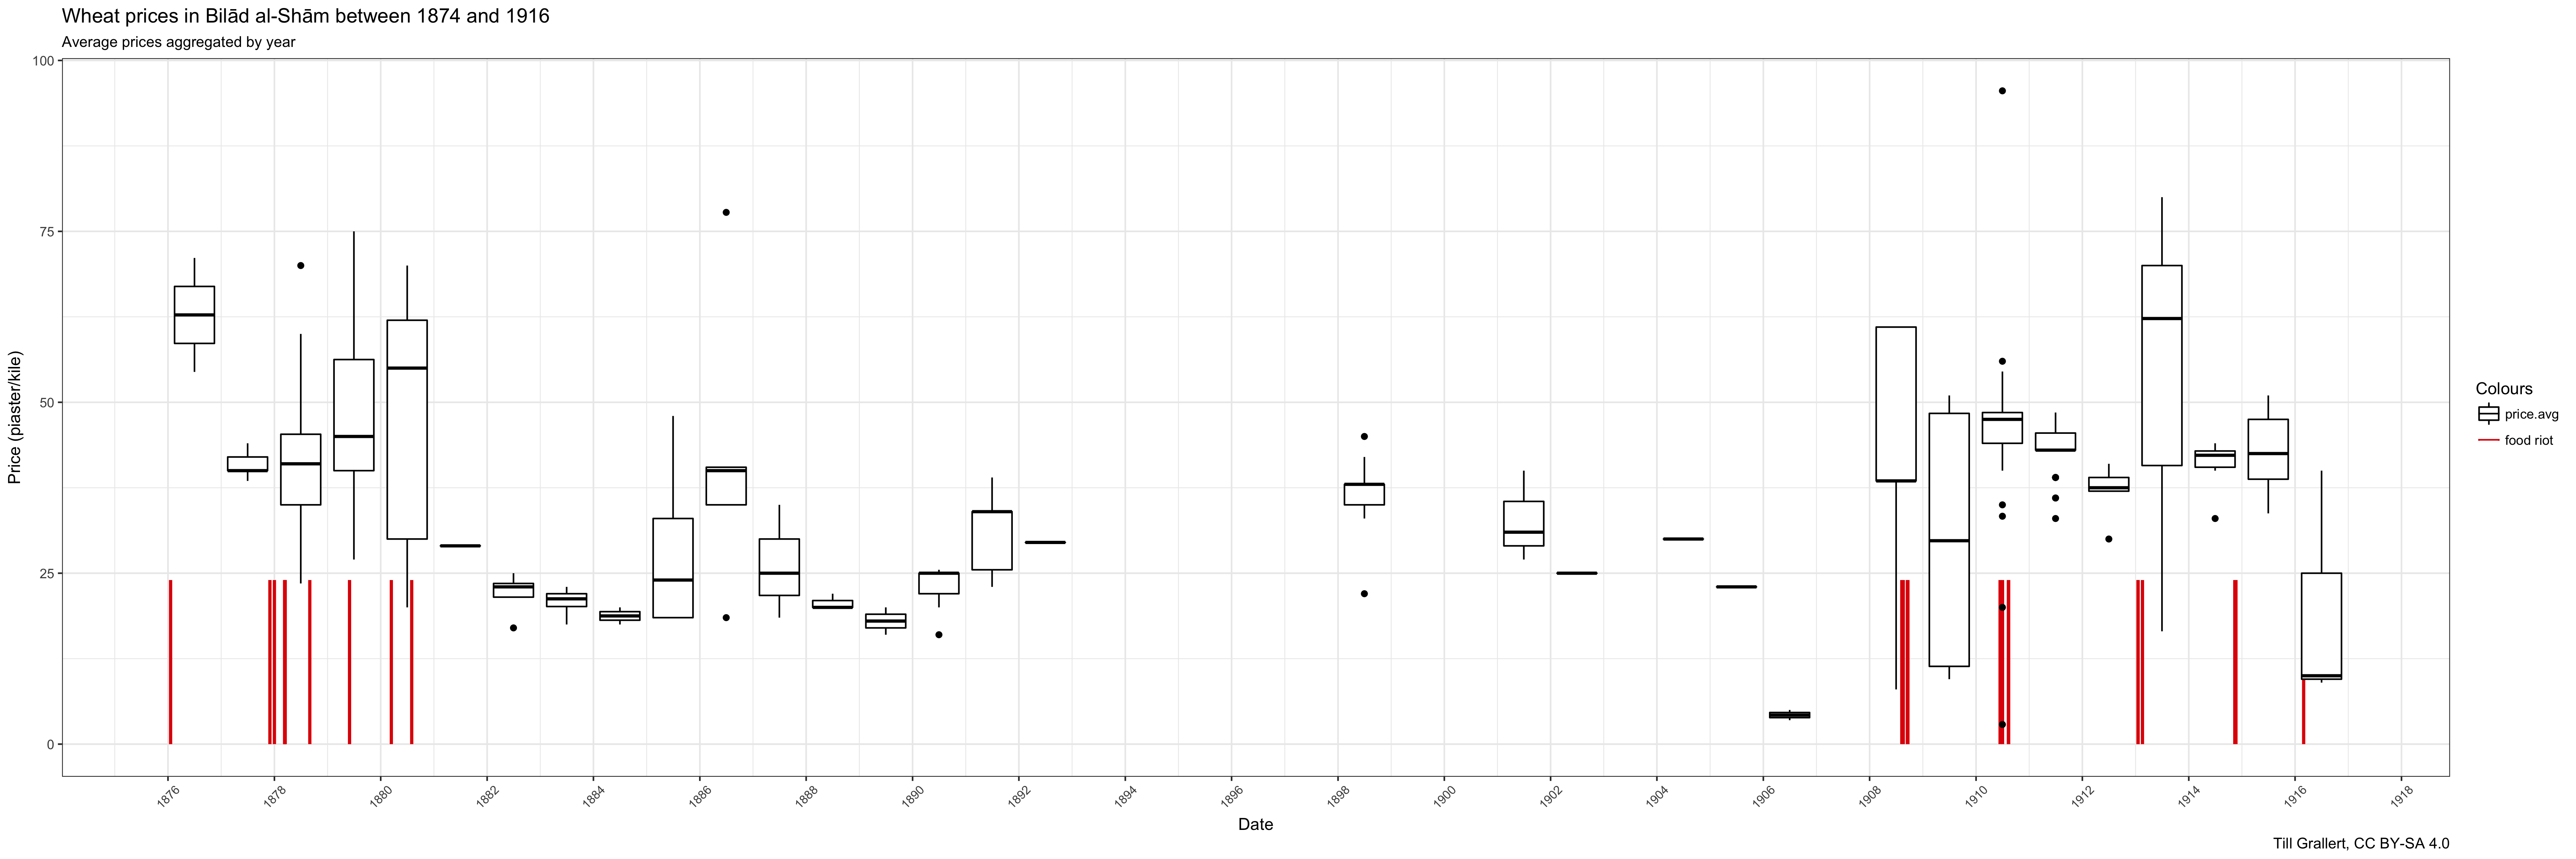 Wheat prices in Bilād al-Shām between 1874 and 1916
Average prices aggregated by year
100
75
50
25
0
Price (piaster/kile)
1876 1878 1880 1882 1884 1886 1888 1890 1892 1894 1896 1898 1900 1902 1904 1906 1908 1910 1912 1914 1916 1918
Date
Colours
price.avg
food riot
Till Grallert, CC BY-SA 4.0